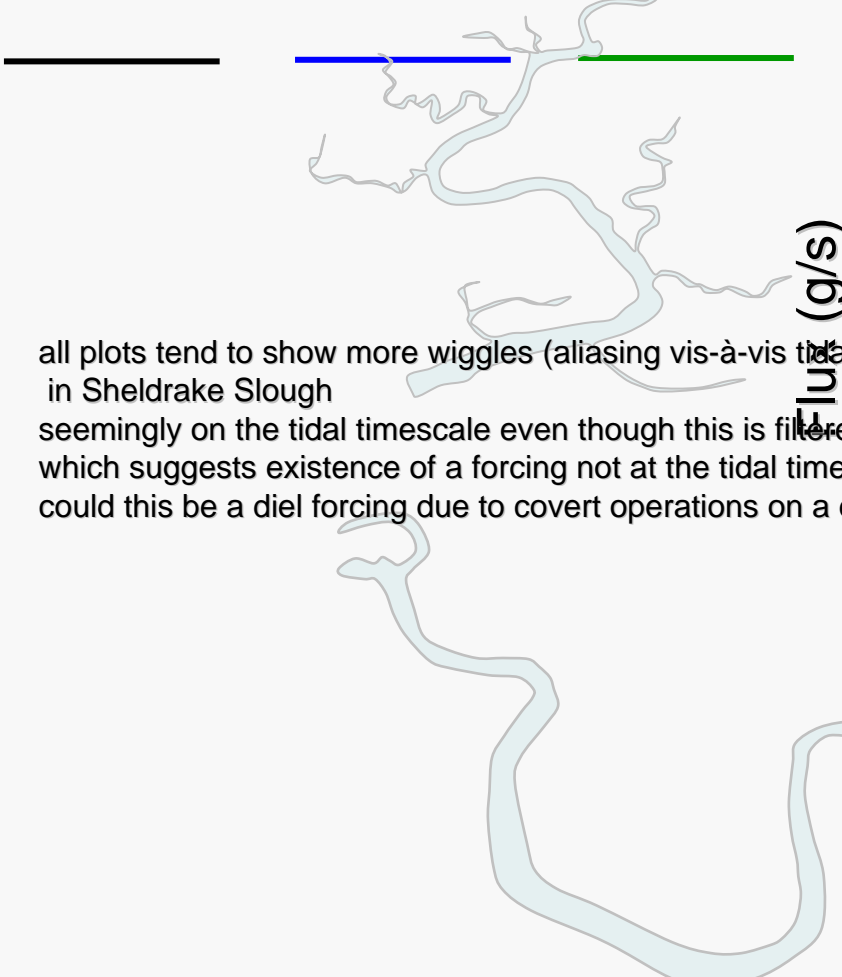 Flux (g/s)
all plots tend to show more wiggles (aliasing vis-à-vis
in Sheldrake Slough
seemingly on the tidal timescale even though this is
which suggests existence of a forcing not at the tidal time
could this be a diel forcing due to covert operations on a